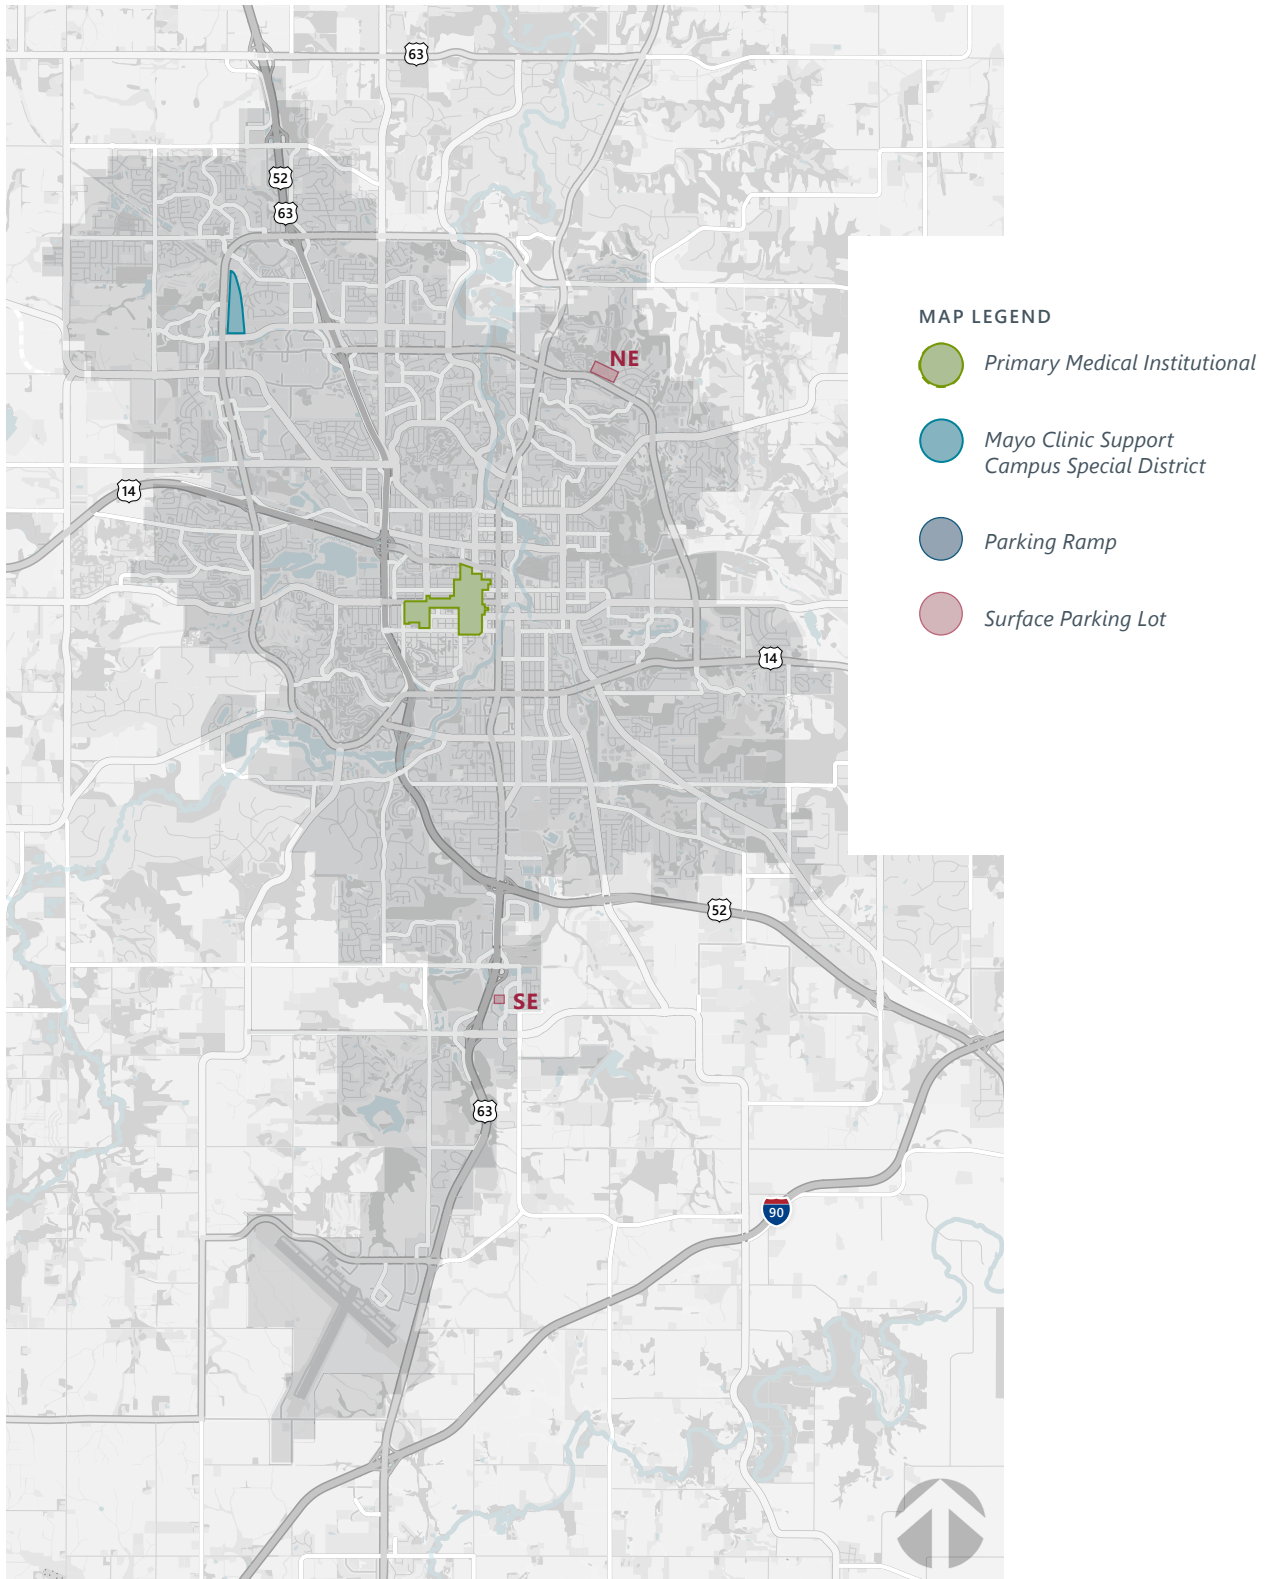 63
52
63
MAP LEGEND
NE
Primary Medical Institutional
Mayo Clinic Support
Campus Special District
14
Parking Ramp
Surface Parking Lot
14
52
SE
63
90